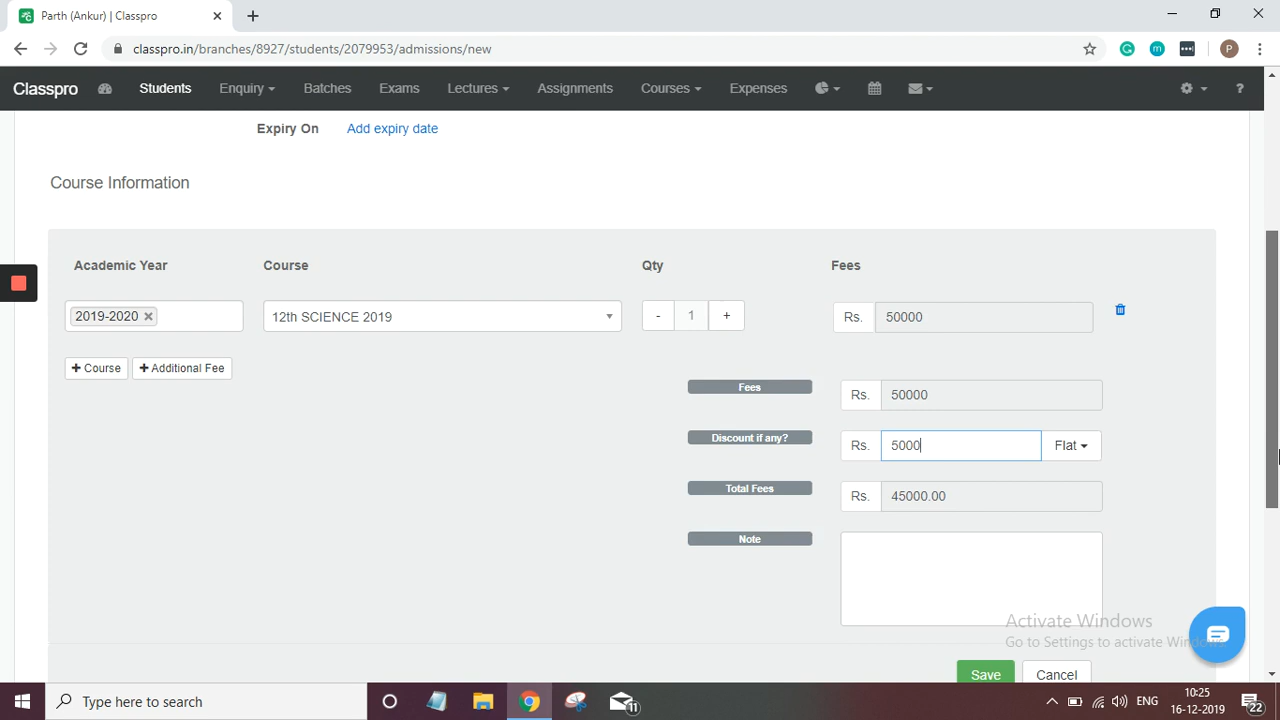 Parth (Ankur) | Classpro
classpro.in/branches/8927/students/2079953/admissions/new
P
Classpro Students Enquiry Batches Exams Lectures Assignments Courses Expenses ?
Expiry On Add expiry date
Course Information
Academic Year Course Qty Fees
2019-2020 × 12th SCIENCE 2019 - 1 + Rs. 50000
+ Course + Additional Fee
Fees Rs. 50000
Discount if any? Rs. 5000 Flat
Total Fees Rs. 45000.00
Note
Activate Windows
Go to Settings to activate Windows.
Save Cancel
Type here to search 11 ENG 10:25 16-12-2019 22